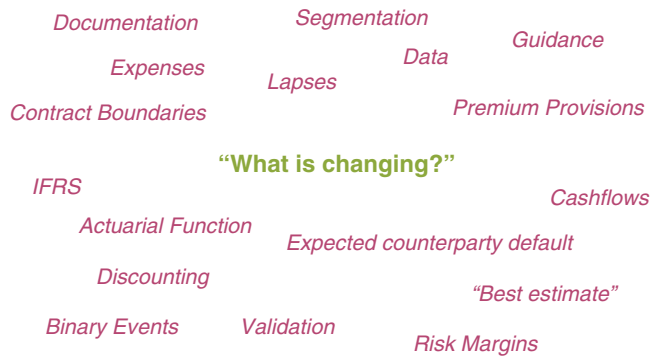 Documentation
Segmentation
Guidance
Expenses
Data
Lapses
Contract Boundaries
Premium Provisions
“What is changing?”
IFRS
Cashflows
Actuarial Function
Expected counterparty default
Discounting
“Best estimate”
Binary Events
Validation
Risk Margins